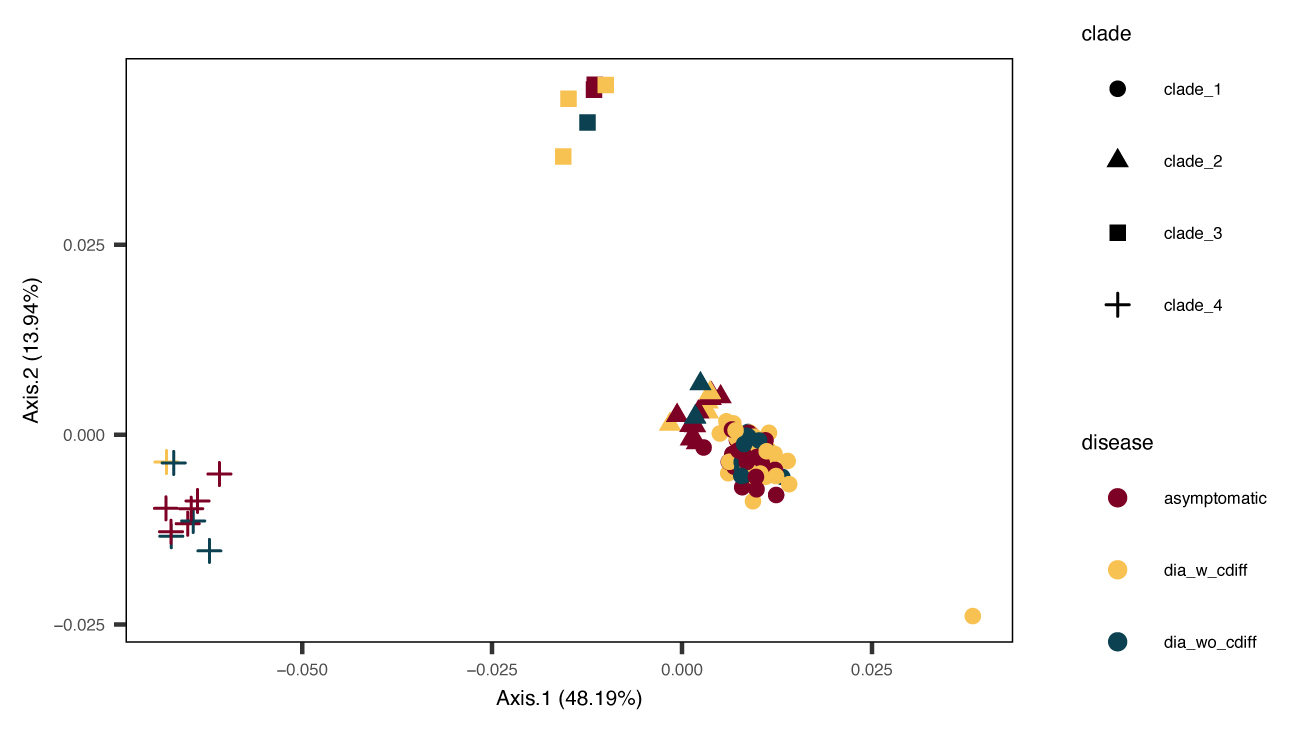 clade
clade_1
clade_2
clade_3
clade_4
disease
asymptomatic
dia_w_cdiff
dia_wo_cdiff
Axis.2 (13.94%)
0.025
0.000
−0.025
−0.050
−0.025
0.000
0.025
Axis.1 (48.19%)